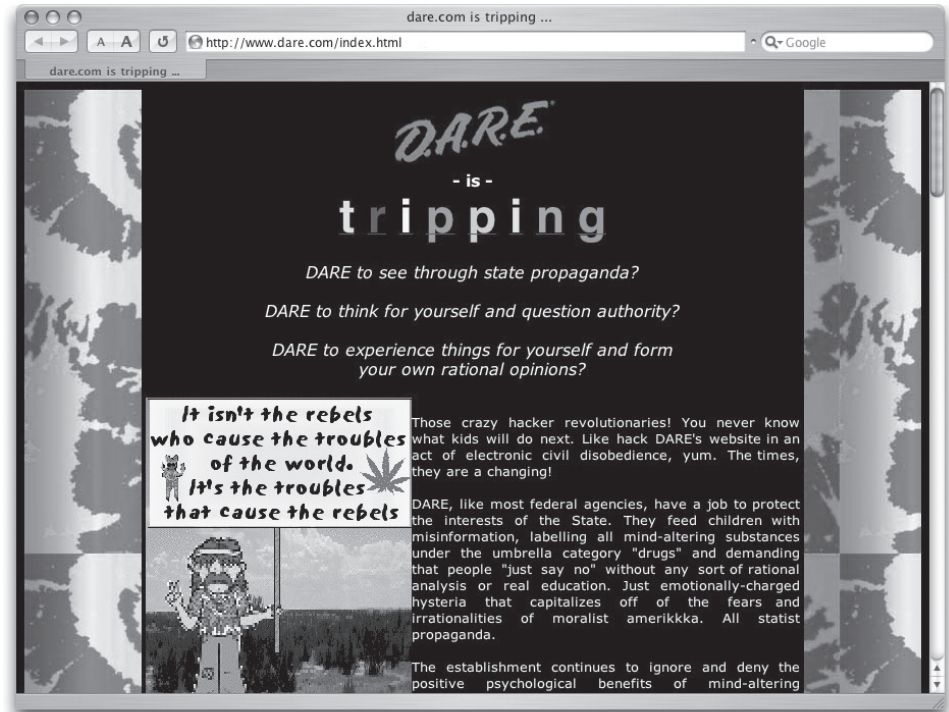 dare.com is tripping ...
A A
http://www.dare.com/index.html
Google
dare.com is tripping ...
D.A.R.E.
- is -
tripping
DARE to see through state propaganda?
DARE to think for yourself and question authority?
DARE to experience things for yourself and form
your own rational opinions?
It isn't the rebels
who cause the troubles
of the world.
It's the troubles
that cause the rebels
Those crazy hacker revolutionaries! You never know
what kids will do next. Like hack DARE's website in an
act of electronic civil disobedience, yum. The times,
they are a changing!
DARE, like most federal agencies, have a job to protect
the interests of the State. They feed children with
misinformation, labelling all mind-altering substances
under the umbrella category "drugs" and demanding
that people "just say no" without any sort of rational
analysis or real education. Just emotionally-charged
hysteria that capitalizes off of the fears and
irrationalities of moralist amerikkka. All statist
propaganda.
The establishment continues to ignore and deny the
positive psychological benefits of mind-altering